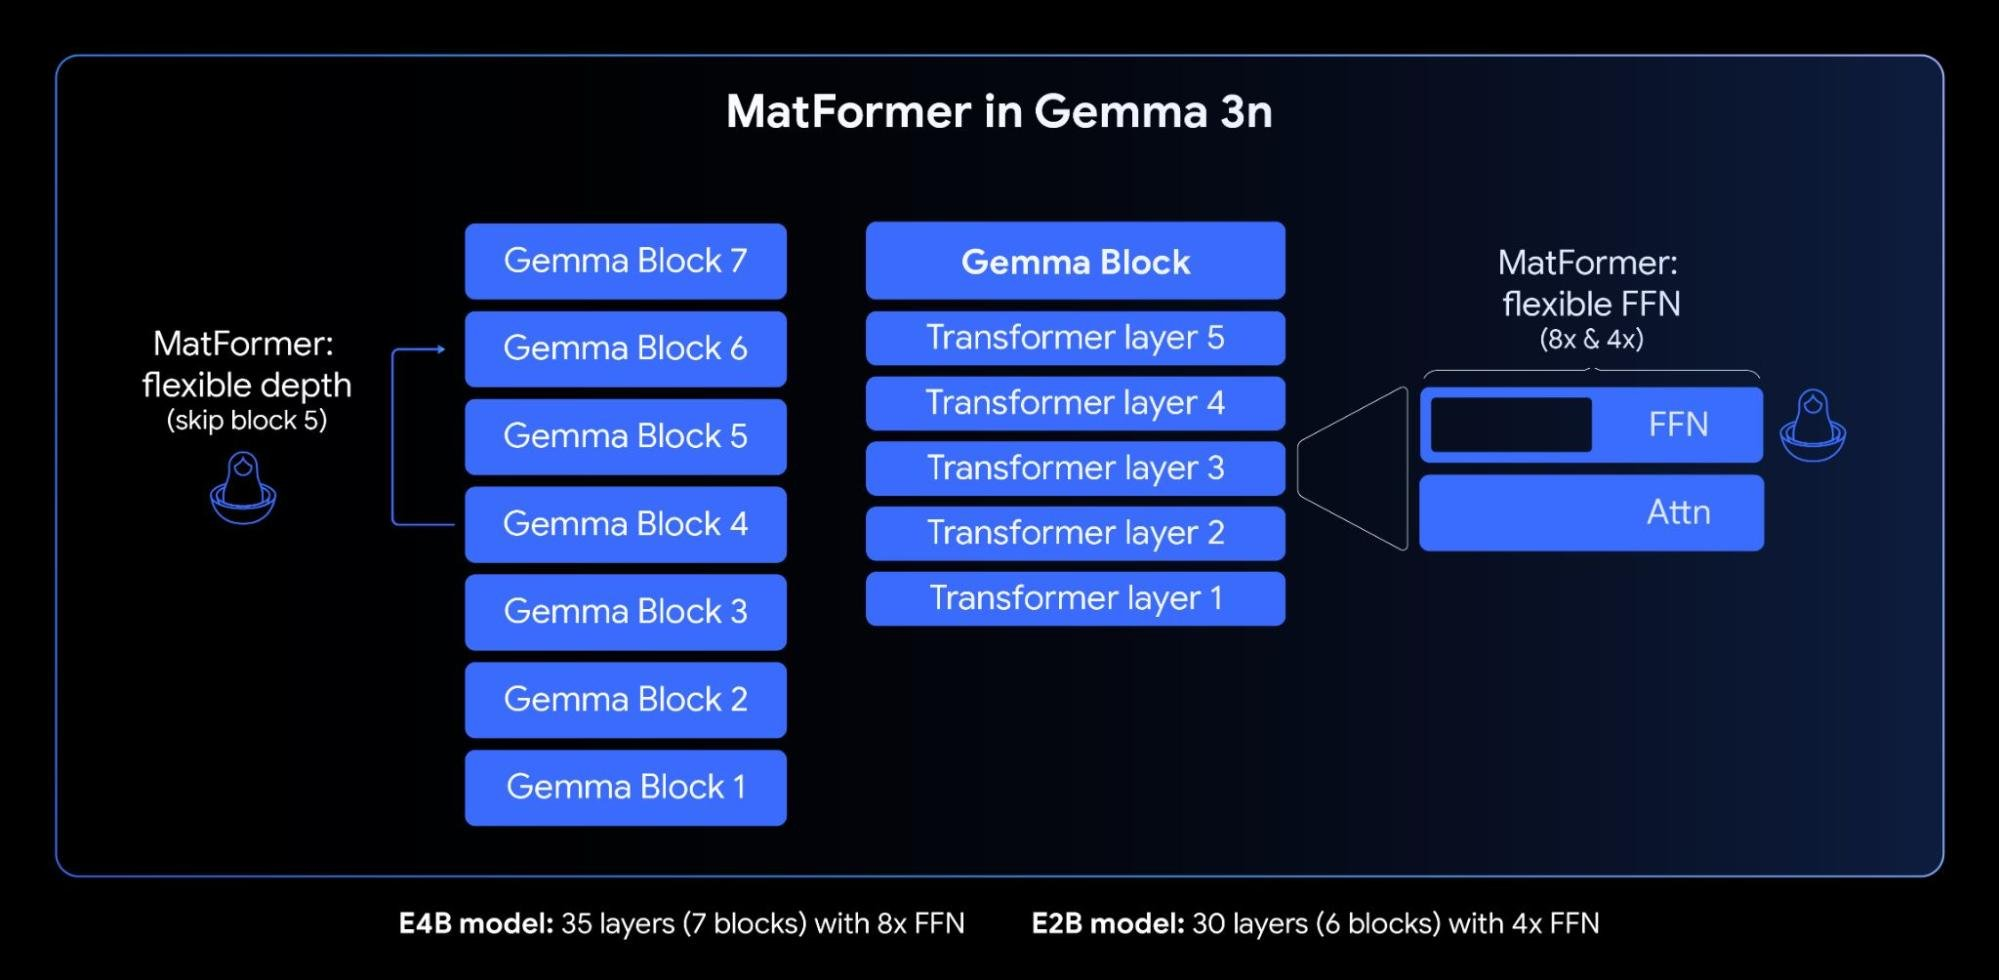 MatFormer in Gemma 3n
MatFormer:
flexible depth
(skip block 5)
Gemma Block 7
Gemma Block 6
Gemma Block 5
Gemma Block 4
Gemma Block 3
Gemma Block 2
Gemma Block 1
Gemma Block
Transformer layer 5
Transformer layer 4
Transformer layer 3
Transformer layer 2
Transformer layer 1
MatFormer:
flexible FFN
(8x & 4x)
FFN
Attn
E4B model: 35 layers (7 blocks) with 8x FFN
E2B model: 30 layers (6 blocks) with 4x FFN